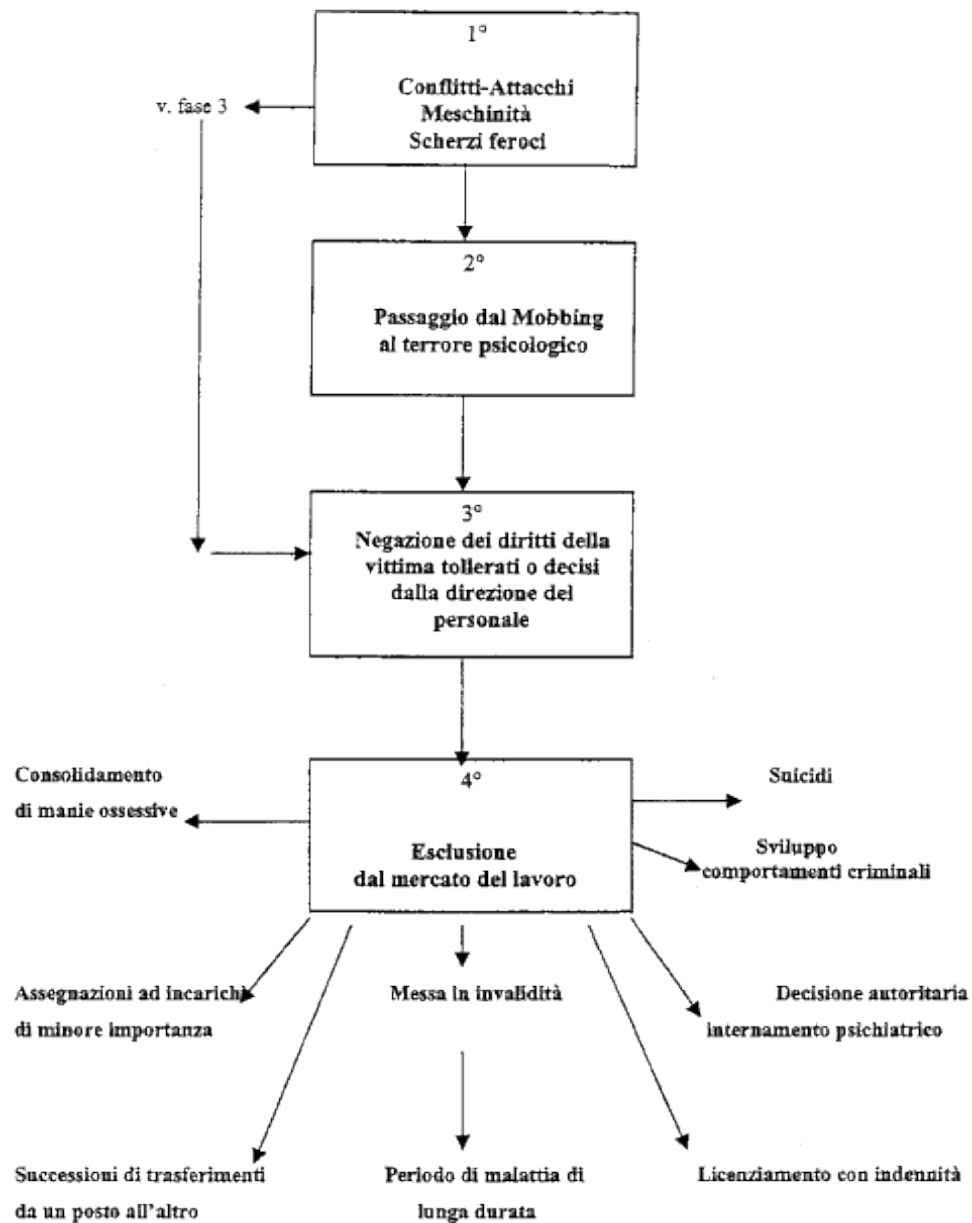 1°
Conflitti-Attacchi
Meschinità
Scherzi feroci
v. fase 3
2°
Passaggio dal Mobbing
al terrore psicologico
3°
Negazione dei diritti della
vittima tollerati o decisi
dalla direzione del
personale
4°
Esclusione
dal mercato del lavoro
Consolidamento
di manie ossessive
Suicidi
Sviluppo
comportamenti criminali
Assegnazioni ad incarichi
di minore importanza
Messa in invalidità
Decisione autoritaria
internamento psichiatrico
Successioni di trasferimenti
da un posto all'altro
Periodo di malattia di
lunga durata
Licenziamento con indennità